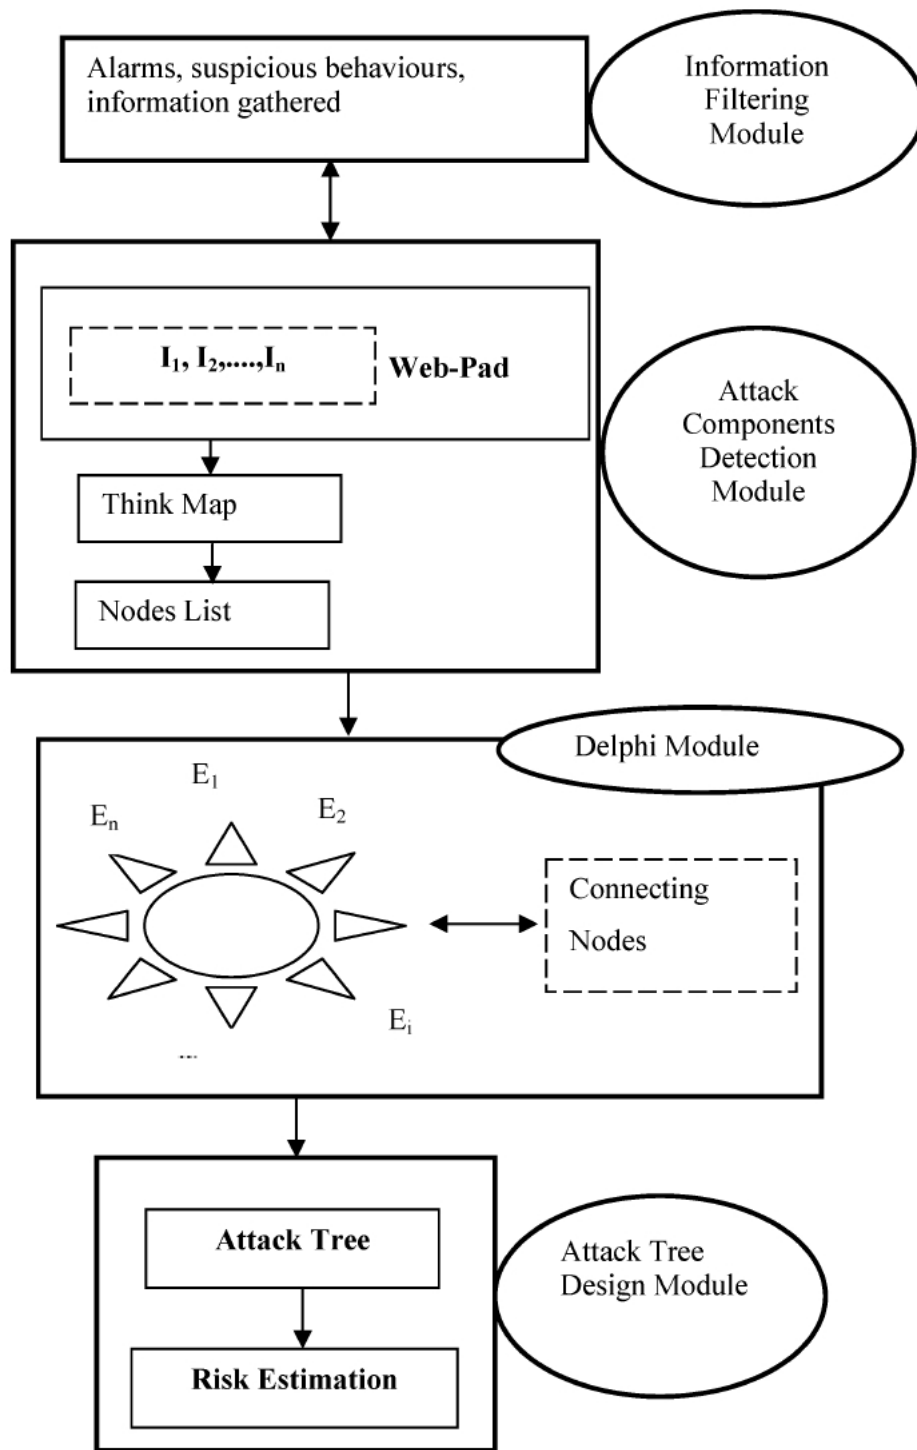 Alarms, suspicious behaviours,
information gathered
Information
Filtering
Module
I₁, I₂,....,Iₙ
Web-Pad
Think Map
Nodes List
Attack
Components
Detection
Module
Delphi Module
E₁
Eₙ
E₂
Connecting
Nodes
Eᵢ
...
Attack Tree
Risk Estimation
Attack Tree
Design Module